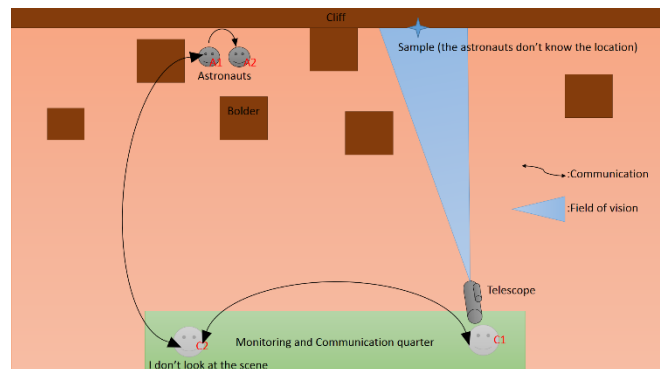 Cliff
Sample (the astronauts don't know the location)
A1 A2
Astronauts
Bolder
:Communication
:Field of vision
Telescope
C2 Monitoring and Communication quarter C1
I don't look at the scene